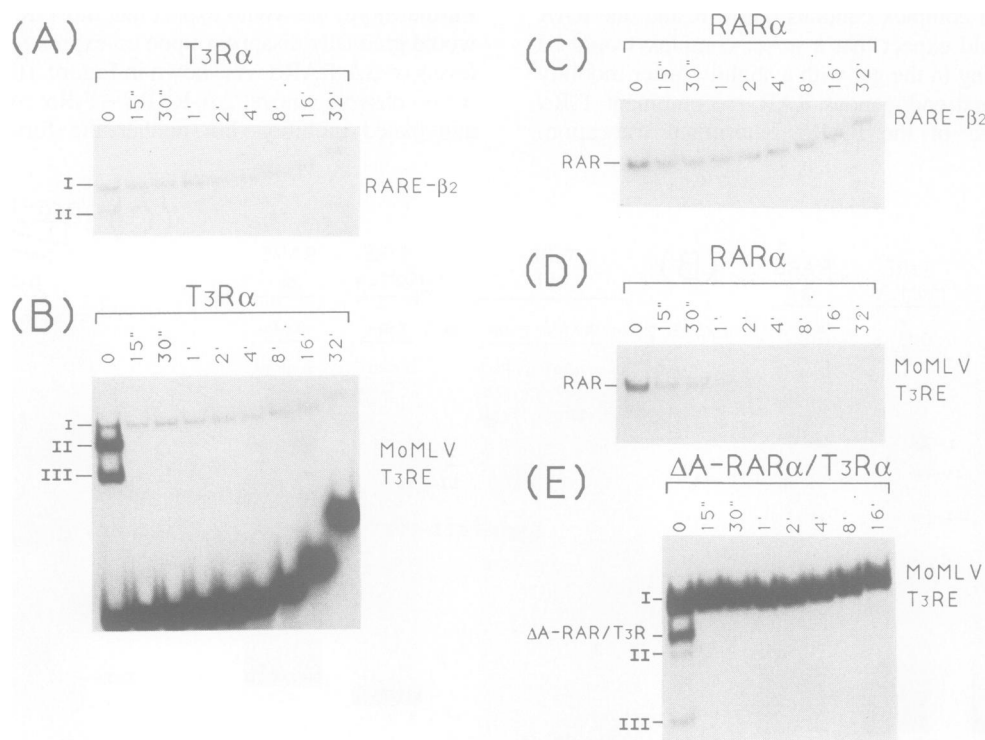 (A)
T3Rα
0 15" 30" 1' 2' 4' 8' 16' 32'
I
II
RARE-β2
(B)
T3Rα
0 15" 30" 1' 2' 4' 8' 16' 32'
I
II
III
MoMLV
T3RE
(C)
RARα
0 15" 30" 1' 2' 4' 8' 16' 32'
RAR
RARE-β2
(D)
RARα
0 15" 30" 1' 2' 4' 8' 16' 32'
RAR
MoMLV
T3RE
(E)
ΔA-RARα/T3Rα
0 15" 30" 1' 2' 4' 8' 16'
I
ΔA-RAR/T3R
II
III
MoMLV
T3RE